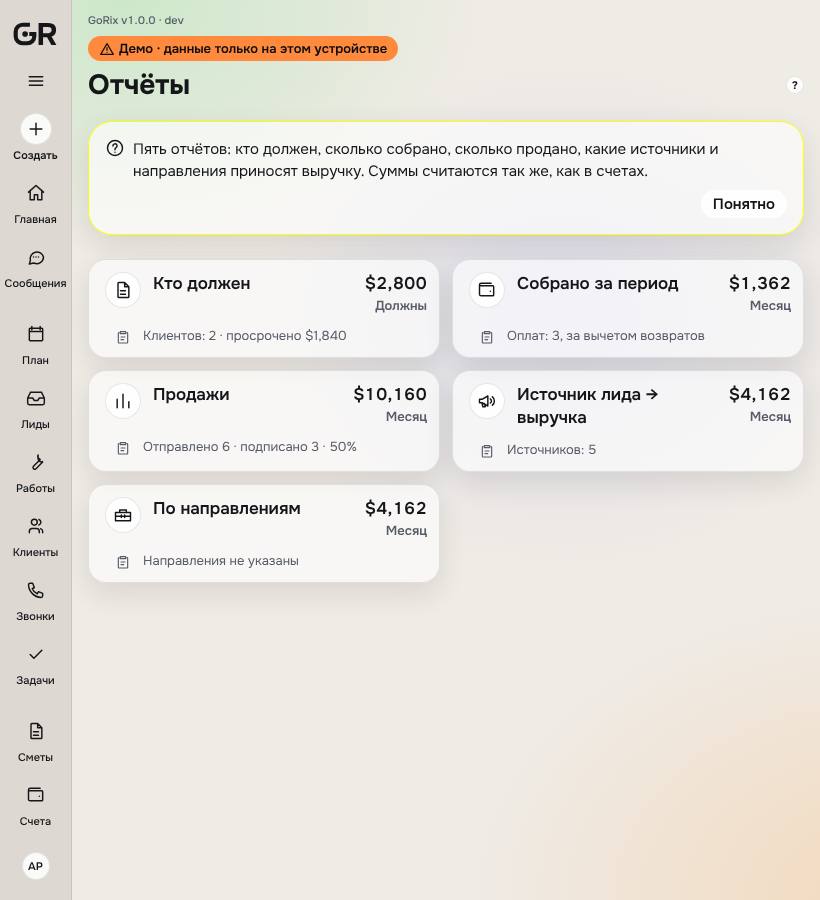 GR
GoRix v1.0.0 · dev
Демо · данные только на этом устройстве
Отчёты
?
Создать
Главная
Сообщения
План
Лиды
Работы
Клиенты
Звонки
Задачи
Сметы
Счета
AP
Пять отчётов: кто должен, сколько собрано, сколько продано, какие источники и
направления приносят выручку. Суммы считаются так же, как в счетах.
Понятно
Кто должен
$2,800
Должны
Клиентов: 2 · просрочено $1,840
Собрано за период
$1,362
Месяц
Оплат: 3, за вычетом возвратов
Продажи
$10,160
Месяц
Отправлено 6 · подписано 3 · 50%
Источник лида →
выручка
$4,162
Месяц
Источников: 5
По направлениям
$4,162
Месяц
Направления не указаны